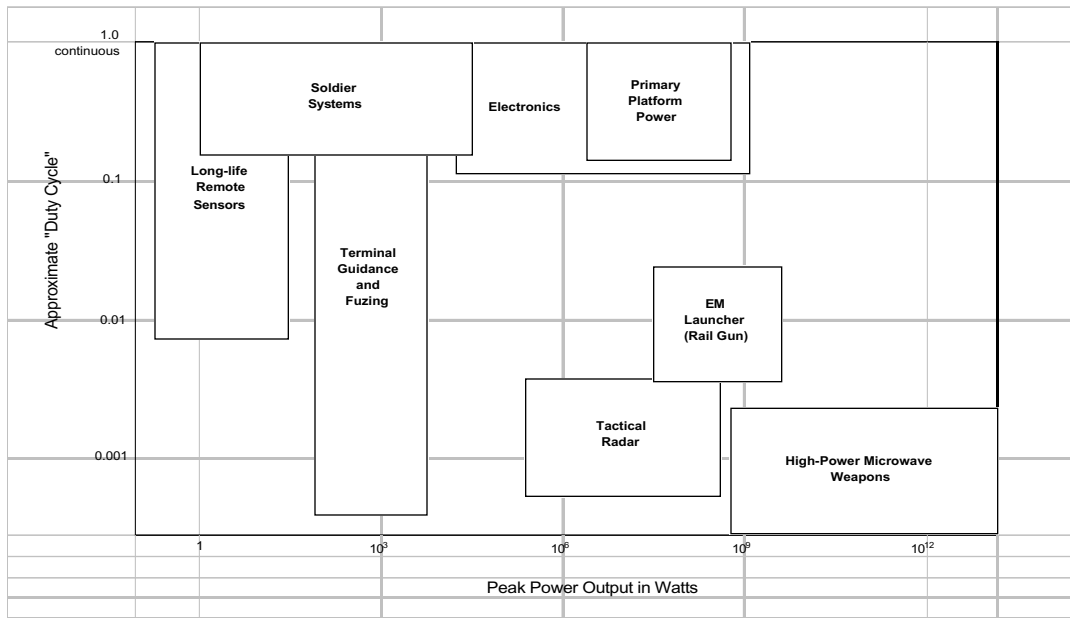 1.0
continuous
Soldier
Systems
Electronics
Primary
Platform
Power
Long-life
Remote
Sensors
0.1
Approximate "Duty Cycle"
Terminal
Guidance
and
Fuzing
EM
Launcher
(Rail Gun)
0.01
Tactical
Radar
0.001
High-Power Microwave
Weapons
1
10³
10⁶
10⁹
10¹²
Peak Power Output in Watts